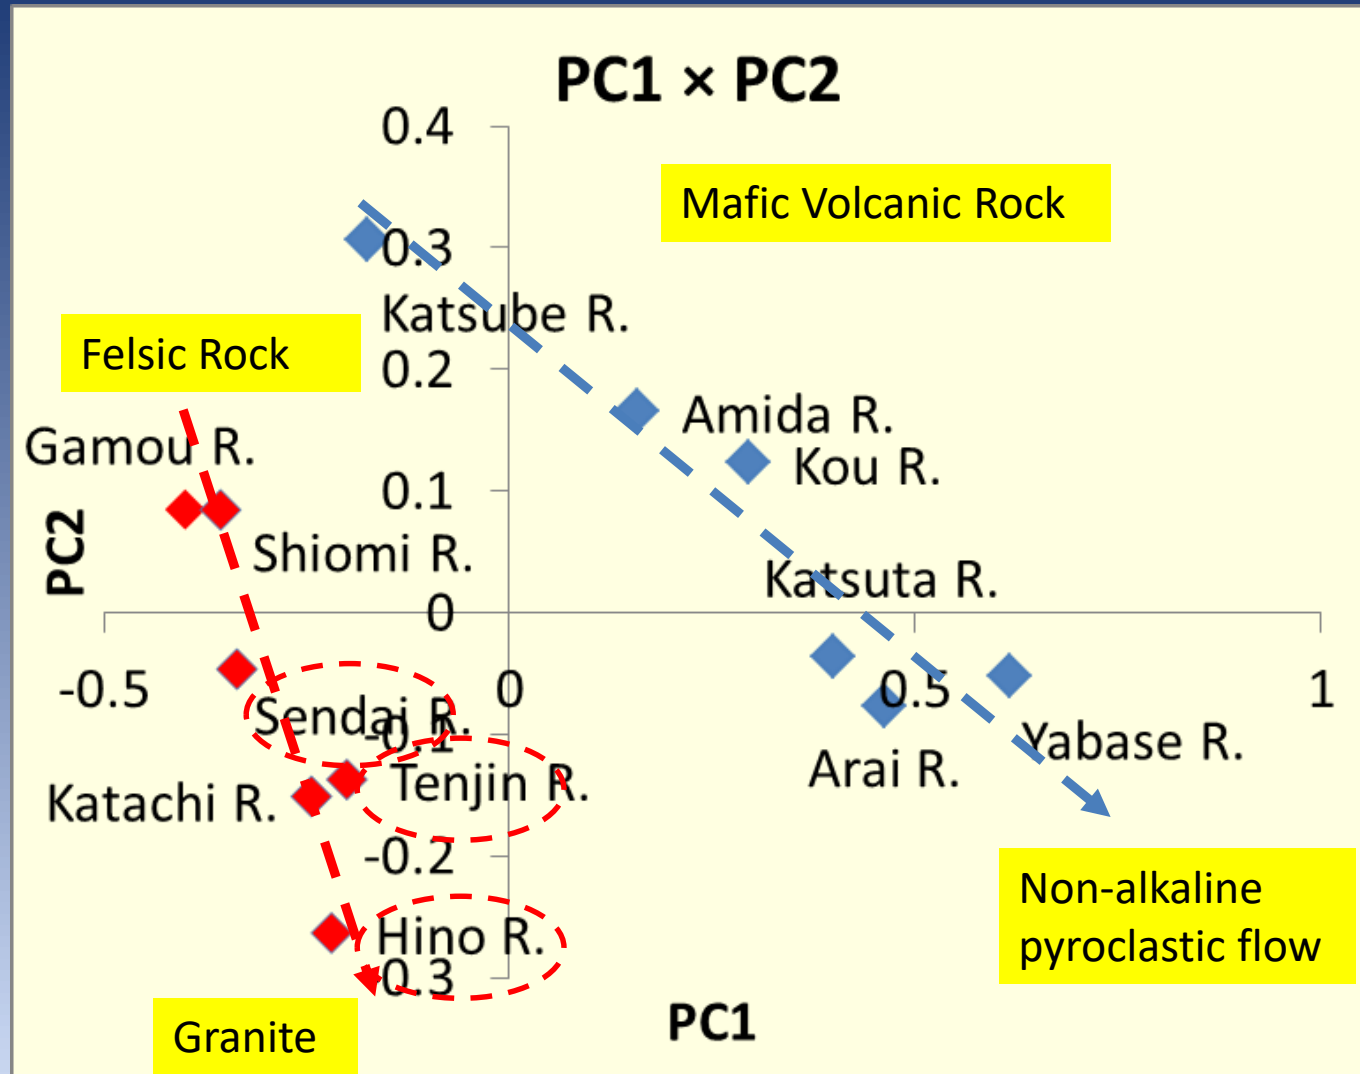 PC1 × PC2
0.4
Mafic Volcanic Rock
0.3
Katsube R.
Felsic Rock
0.2
Amida R.
Gamou R.
Kou R.
0.1
PC2
Shiomi R.
Katsuta R.
0
-0.5
0
0.5
1
Sendai R.
-0.1
Yabase R.
Arai R.
Tenjin R.
Katachi R.
-0.2
Non-alkaline
pyroclastic flow
Hino R.
0.3
PC1
Granite